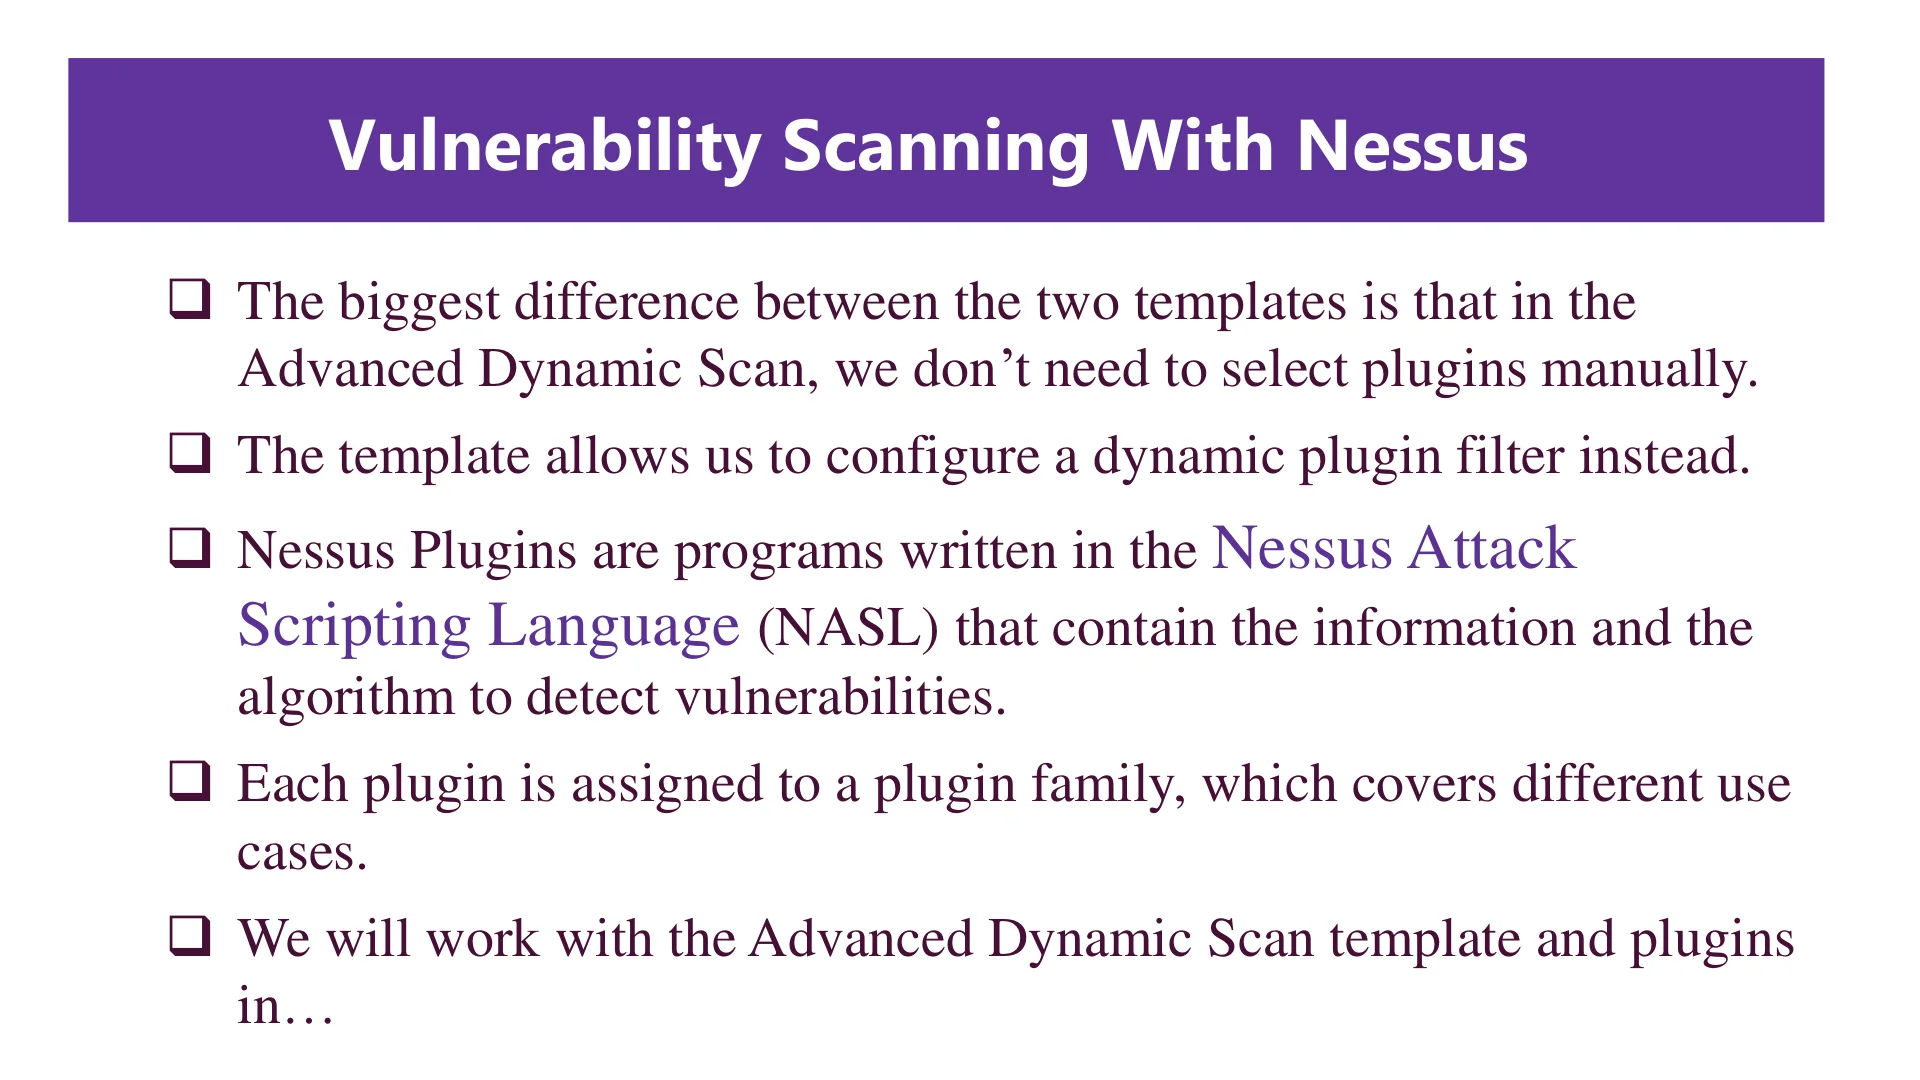 Vulnerability Scanning With Nessus
❑ The biggest difference between the two templates is that in the
Advanced Dynamic Scan, we don’t need to select plugins manually.
❑ The template allows us to configure a dynamic plugin filter instead.
❑ Nessus Plugins are programs written in the Nessus Attack
Scripting Language (NASL) that contain the information and the
algorithm to detect vulnerabilities.
❑ Each plugin is assigned to a plugin family, which covers different use
cases.
❑ We will work with the Advanced Dynamic Scan template and plugins
in…